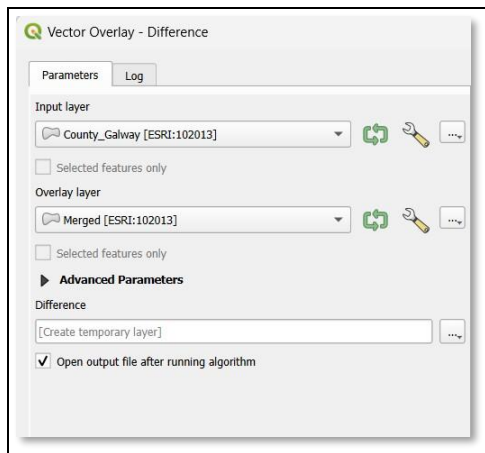 Vector Overlay - Difference
Parameters Log
Input layer
County_Galway [ESRI:102013]
...
Selected features only
Overlay layer
Merged [ESRI:102013]
...
Selected features only
Advanced Parameters
Difference
[Create temporary layer]
...
Open output file after running algorithm